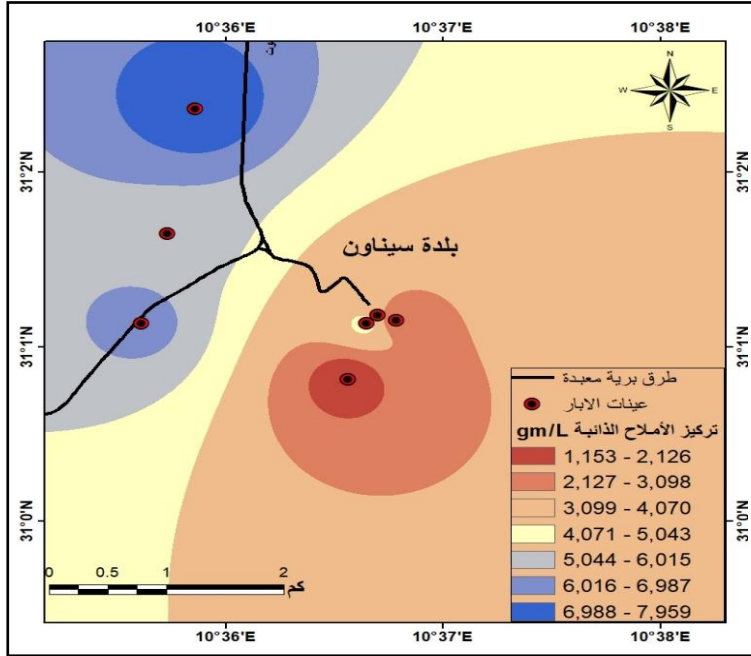 10°36'E 10°37'E 10°38'E
N
W E
S
31°2'N 31°2'N
بلدة سيناون
31°1'N 31°1'N
طرق برية معبدة
عينات الابار
تركيز الأملاح الذائبة gm/L
1,153 - 2,126
2,127 - 3,098
3,099 - 4,070
4,071 - 5,043
5,044 - 6,015
6,016 - 6,987
6,988 - 7,959
31°0'N 31°0'N
0 0.5 1 2
كم
10°36'E 10°37'E 10°38'E